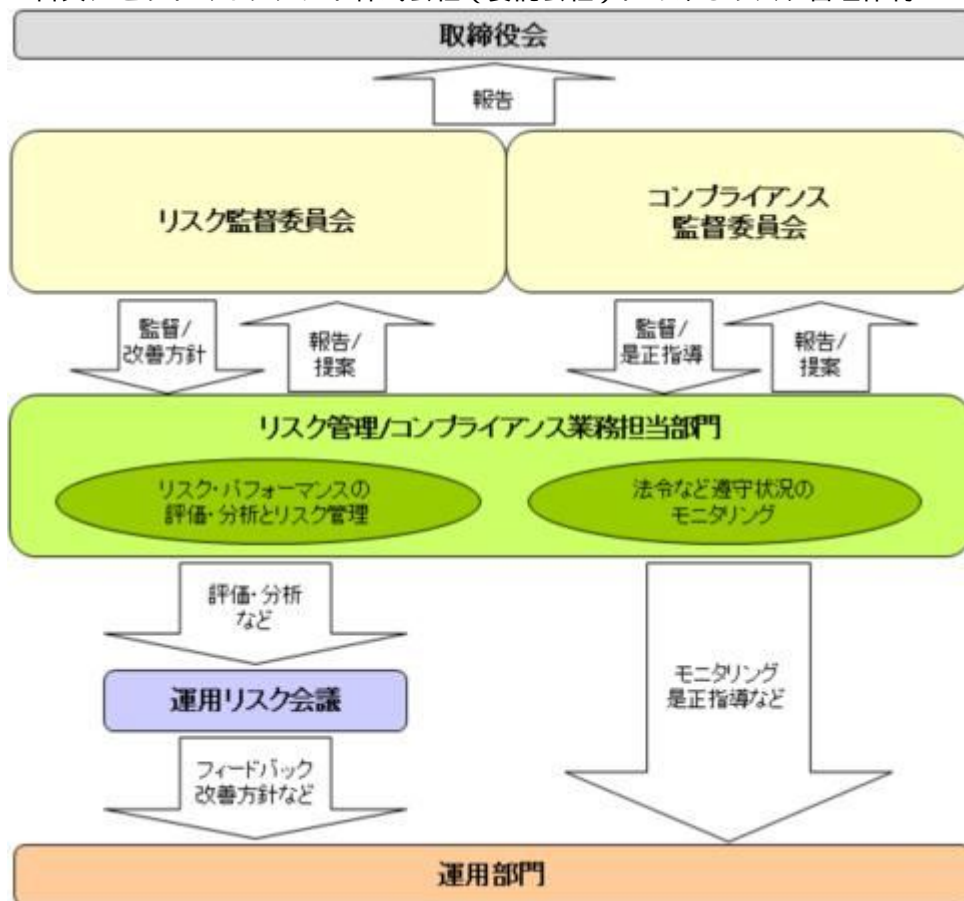 取締役会
報告
リスク監督委員会
コンプライアンス
監督委員会
監督/
改善方針
報告/
提案
監督/
是正指導
報告/
提案
リスク管理/コンプライアンス業務担当部門
リスク・パフォーマンスの
評価・分析とリスク管理
法令など遵守状況の
モニタリング
評価・分析
など
運用リスク会議
モニタリング
是正指導など
フィードバック
改善方針など
運用部門